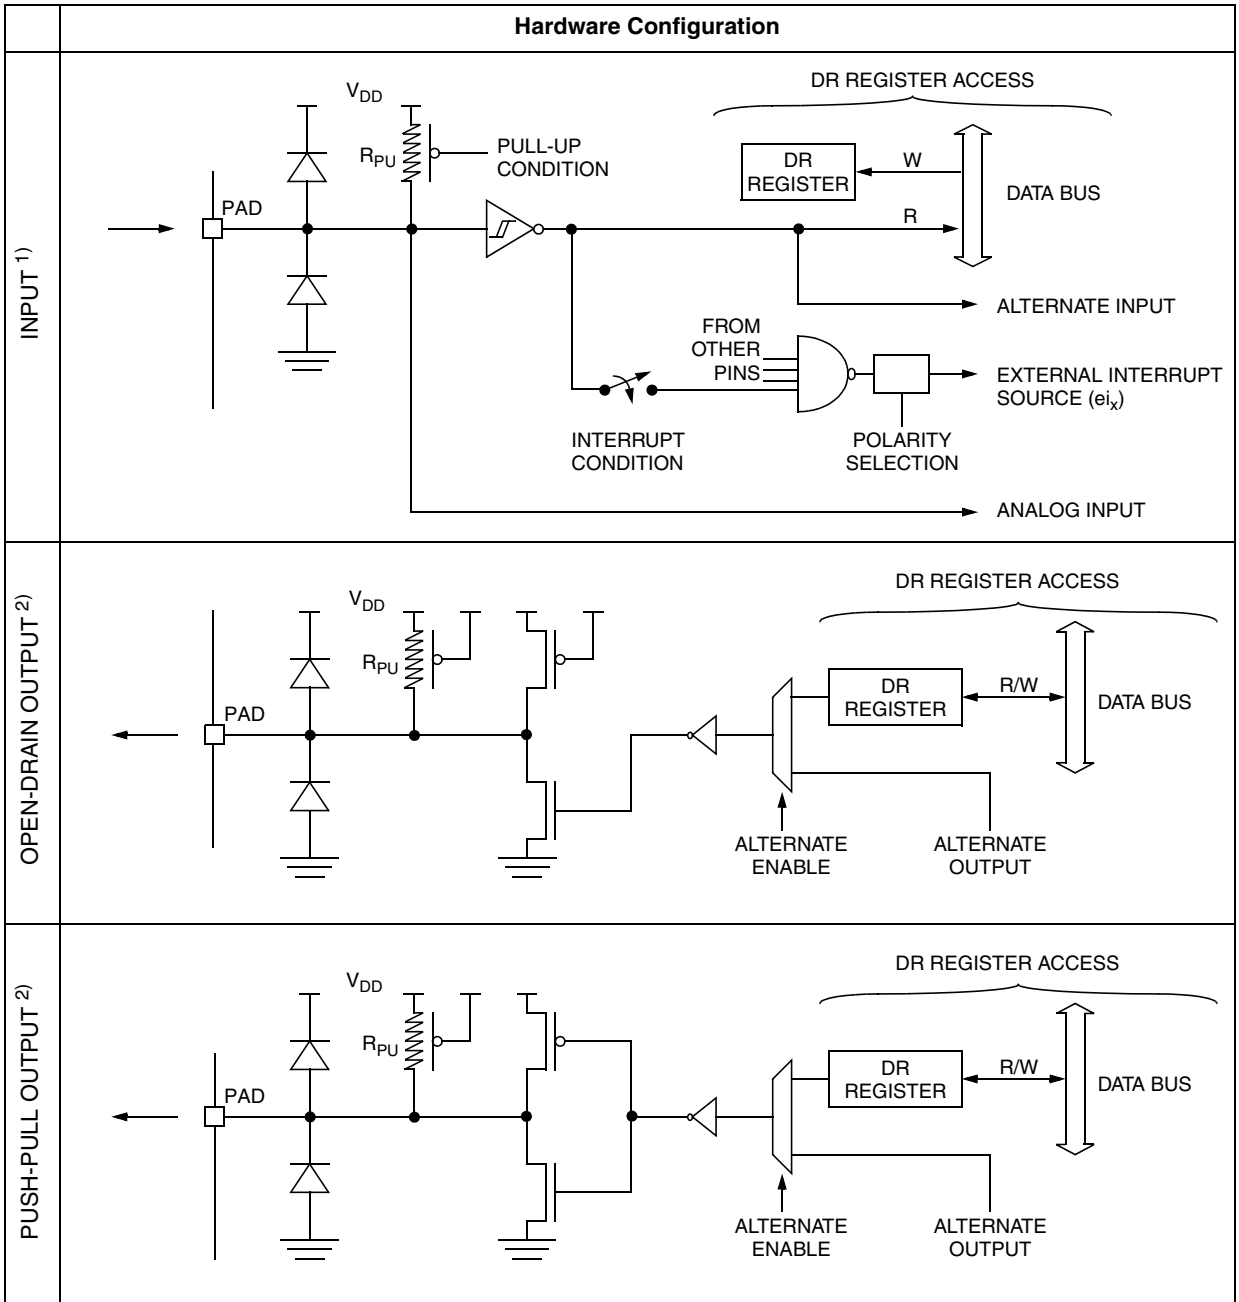 Hardware Configuration
INPUT 1)
DR REGISTER ACCESS
VDD
RPU
PULL-UP
CONDITION
DR
REGISTER
W
DATA BUS
PAD
R
ALTERNATE INPUT
FROM
OTHER
PINS
EXTERNAL INTERRUPT
SOURCE (eix)
INTERRUPT
CONDITION
POLARITY
SELECTION
ANALOG INPUT
OPEN-DRAIN OUTPUT 2)
DR REGISTER ACCESS
VDD
RPU
DR
REGISTER
R/W
DATA BUS
PAD
ALTERNATE
ENABLE
ALTERNATE
OUTPUT
PUSH-PULL OUTPUT 2)
DR REGISTER ACCESS
VDD
RPU
DR
REGISTER
R/W
DATA BUS
PAD
ALTERNATE
ENABLE
ALTERNATE
OUTPUT